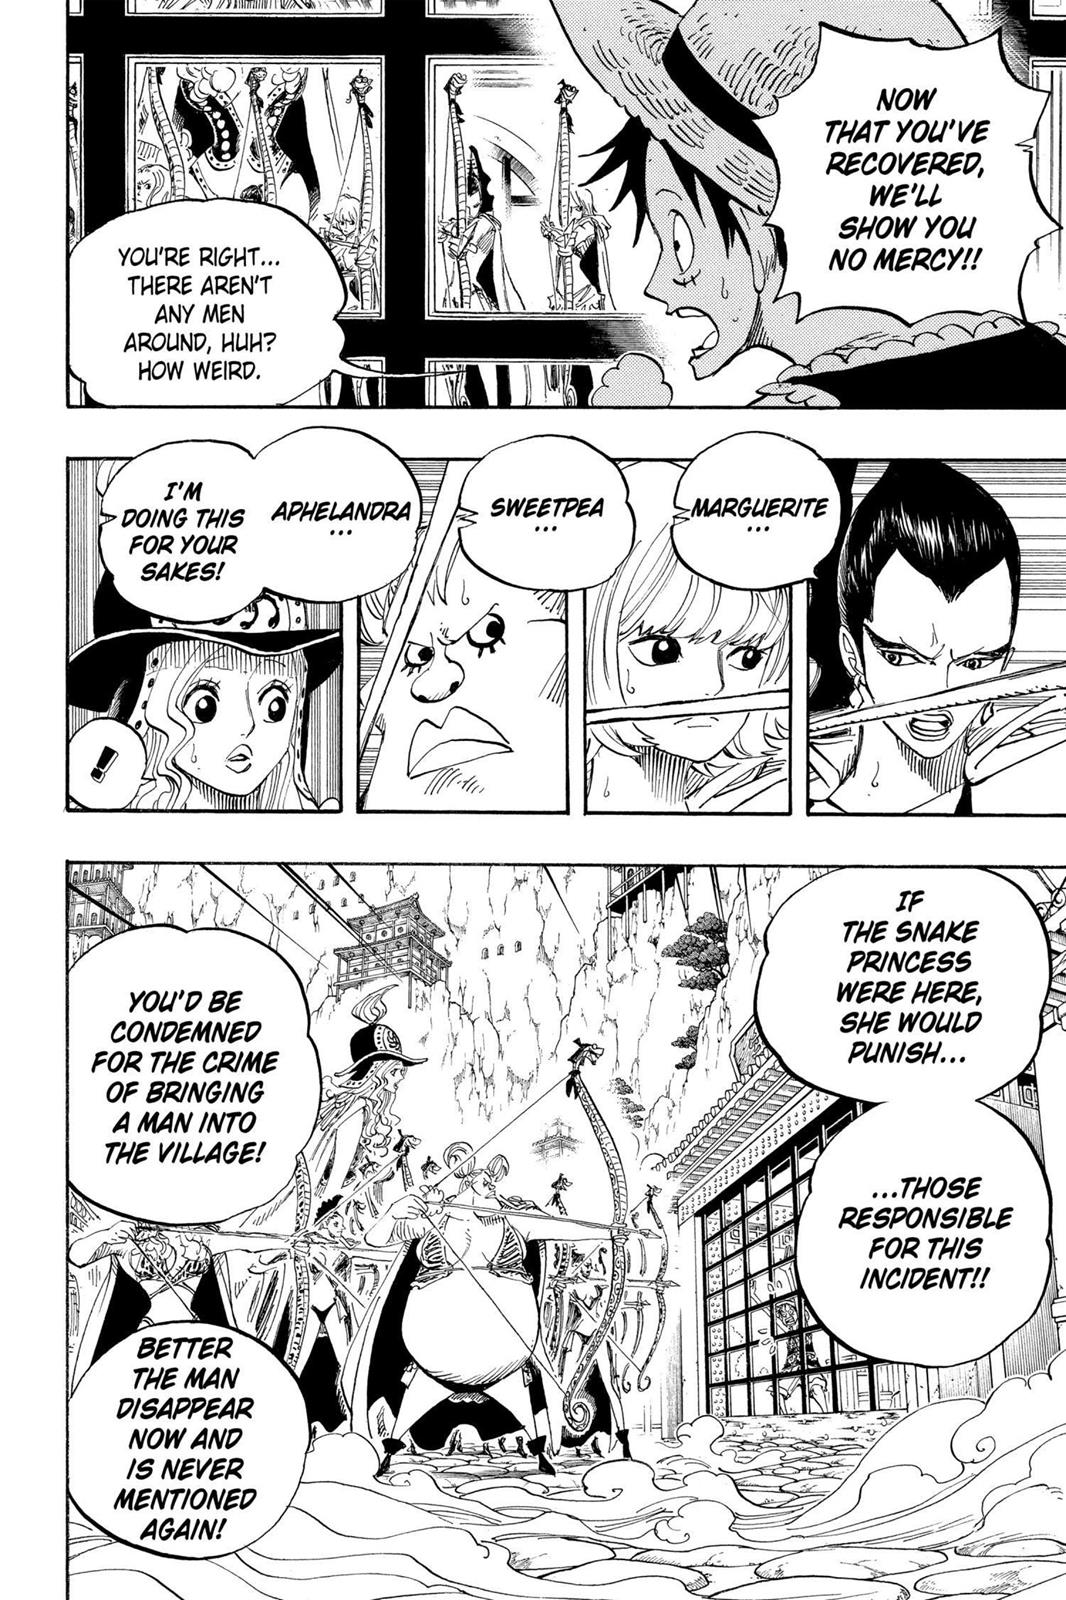 NOW
THAT YOU'VE
RECOVERED,
WE'LL
SHOW YOU
NO MERCY!!
YOU'RE RIGHT...
THERE AREN'T
ANY MEN
AROUND, HUH?
HOW WEIRD.
MARGUERITE
...
SWEETPEA
...
APHELANDRA
...
I'M
DOING THIS
FOR YOUR
SAKES!
!
IF
THE SNAKE
PRINCESS
WERE HERE,
SHE WOULD
PUNISH...
...THOSE
RESPONSIBLE
FOR THIS
INCIDENT!!
YOU'D BE
CONDEMNED
FOR THE CRIME
OF BRINGING
A MAN INTO
THE VILLAGE!
BETTER
THE MAN
DISAPPEAR
NOW AND
IS NEVER
MENTIONED
AGAIN!